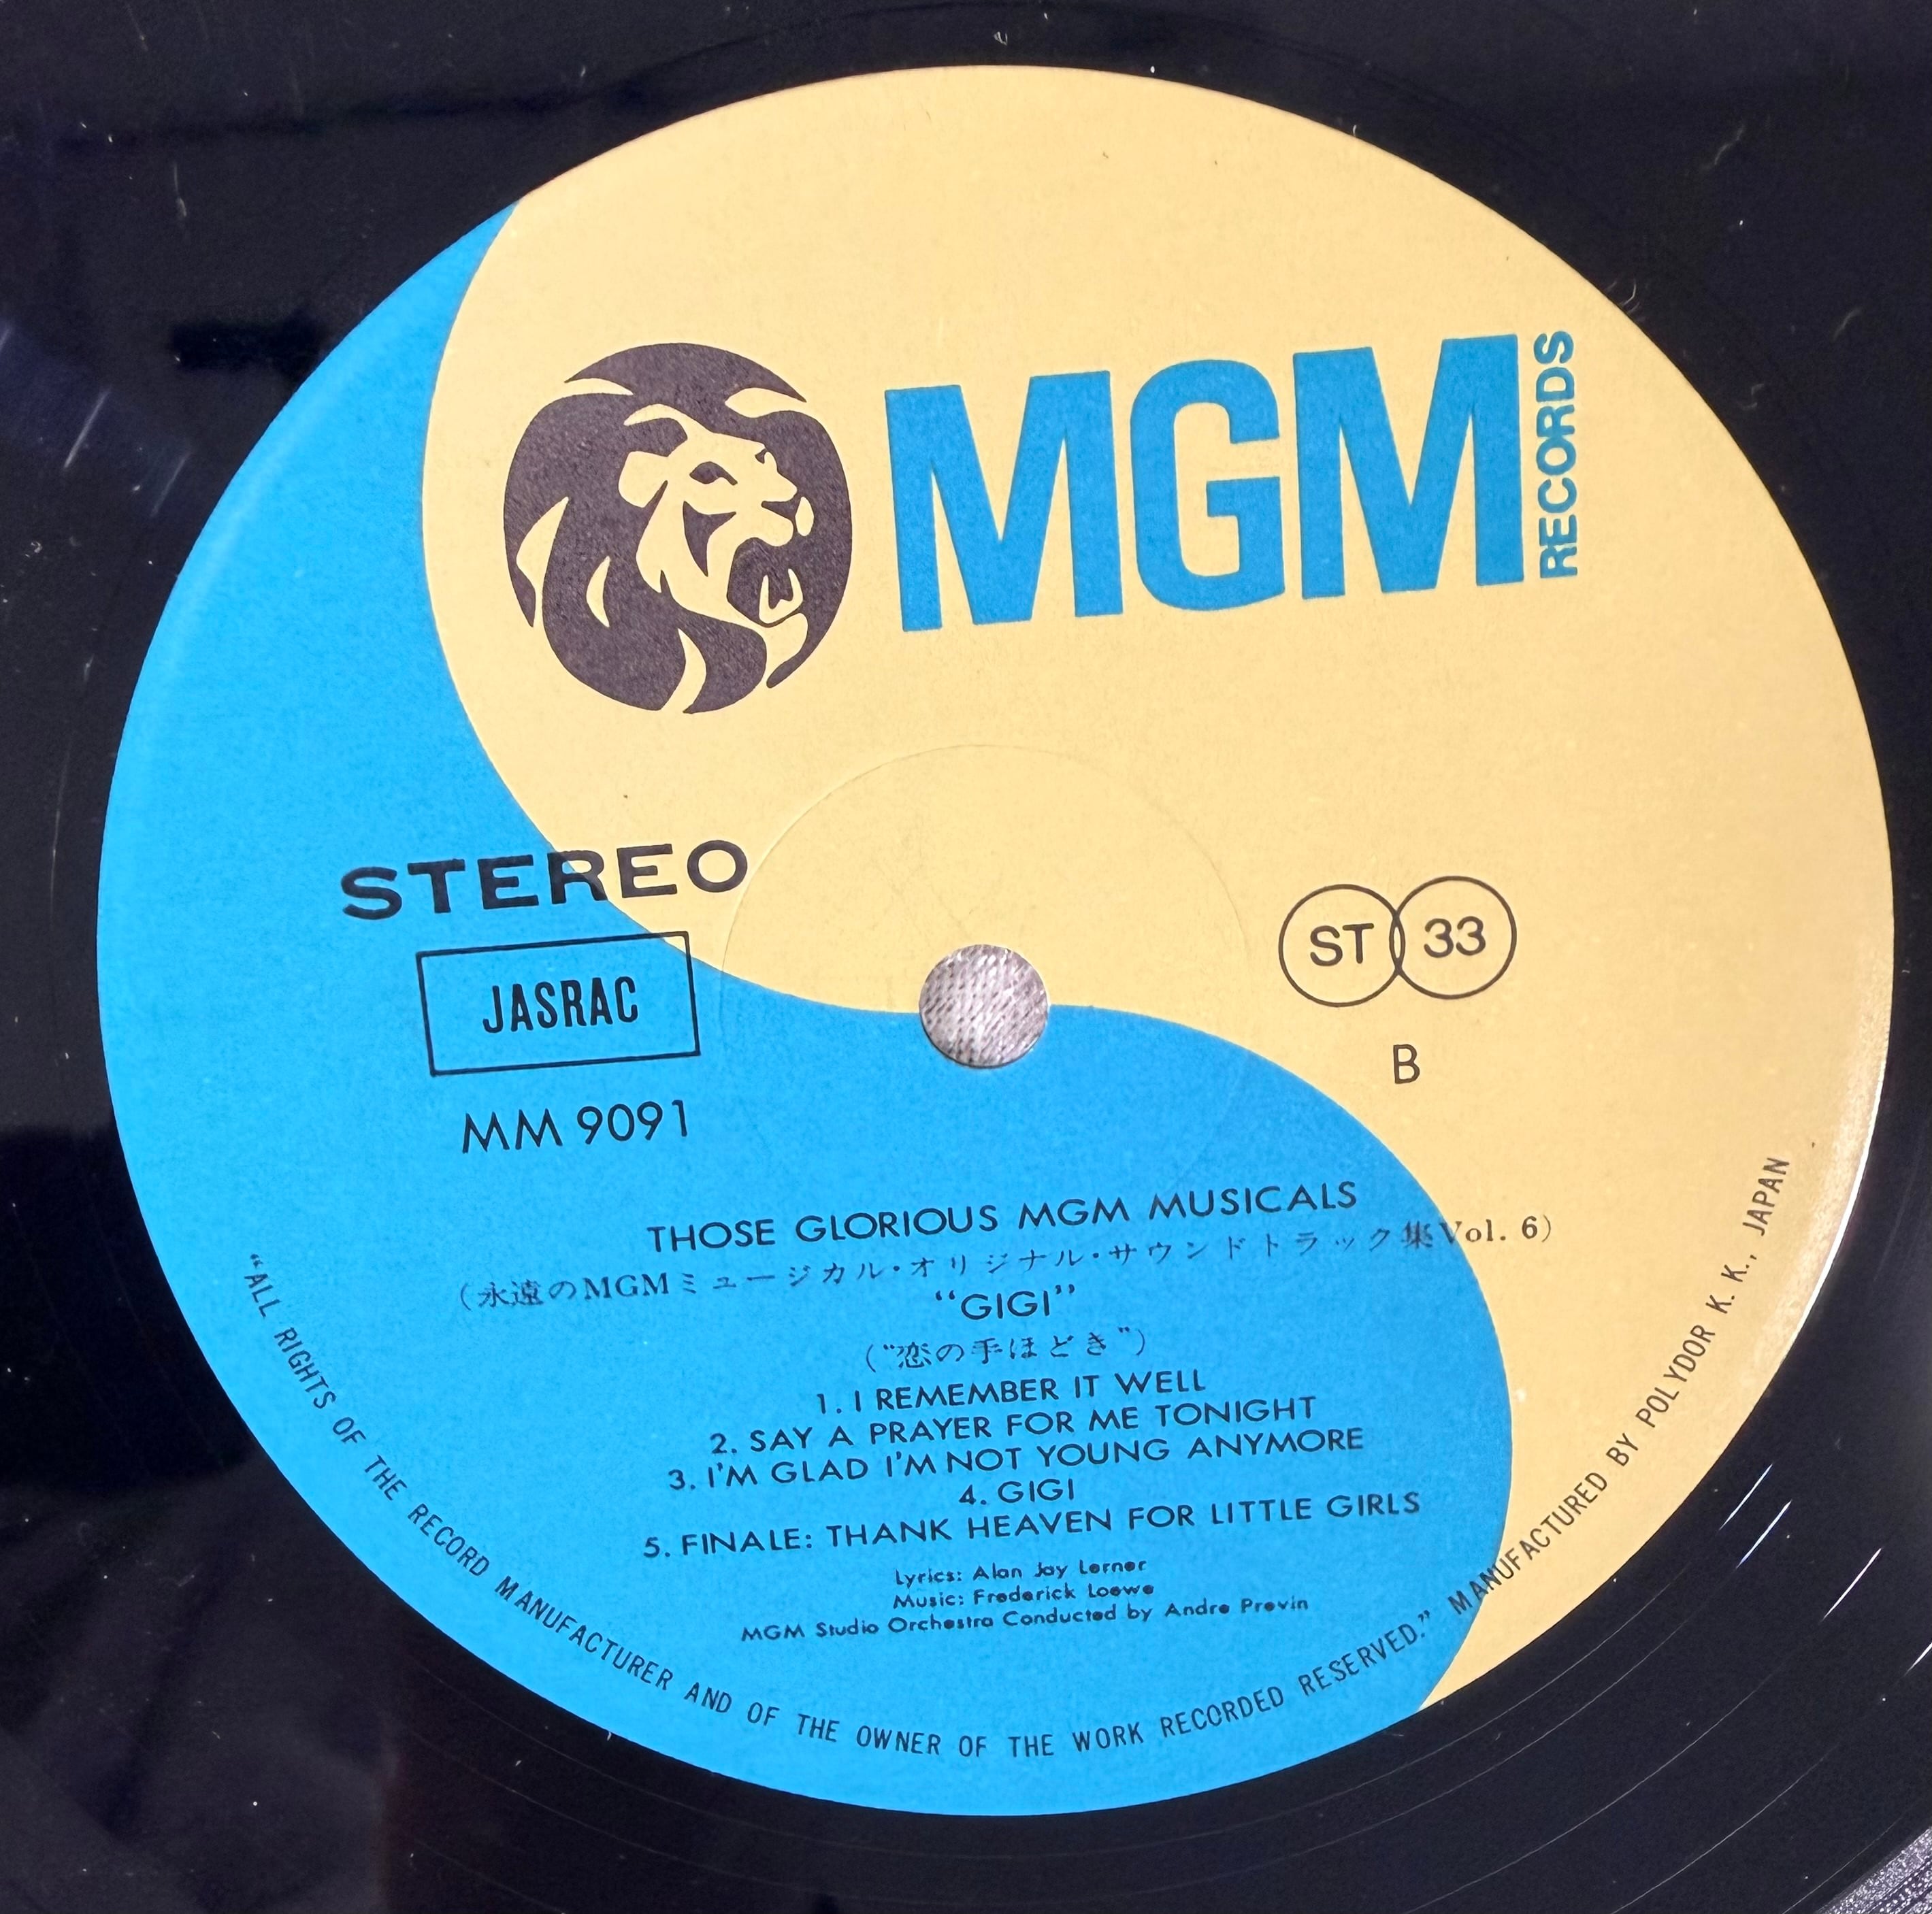 MGM RECORDS
STEREO
JASRAC
MM 9091
ST 33
B
THOSE GLORIOUS MGM MUSICALS
(永遠のMGMミュージカル・オリジナル・サウンドトラック集Vol. 6)
“GIGI”
(“恋の手ほどき”)
1. I REMEMBER IT WELL
2. SAY A PRAYER FOR ME TONIGHT
3. I'M GLAD I'M NOT YOUNG ANYMORE
4. GIGI
5. FINALE: THANK HEAVEN FOR LITTLE GIRLS
Lyrics: Alan Jay Lerner
Music: Frederick Loewe
MGM Studio Orchestra Conducted by Andre Previn
“ALL RIGHTS OF THE RECORD MANUFACTURER AND OF THE OWNER OF THE WORK RECORDED RESERVED.” MANUFACTURED BY POLYDOR K. K., JAPAN